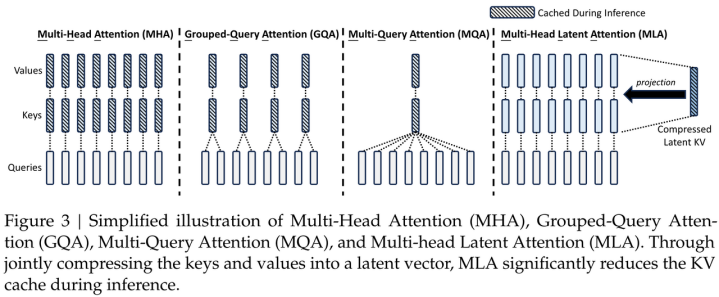 Cached During Inference
Multi-Head Attention (MHA)
Grouped-Query Attention (GQA)
Multi-Query Attention (MQA)
Multi-Head Latent Attention (MLA)
Values
Keys
Queries
projection
Compressed
Latent KV
Figure 3 | Simplified illustration of Multi-Head Attention (MHA), Grouped-Query Atten-
tion (GQA), Multi-Query Attention (MQA), and Multi-head Latent Attention (MLA). Through
jointly compressing the keys and values into a latent vector, MLA significantly reduces the KV
cache during inference.